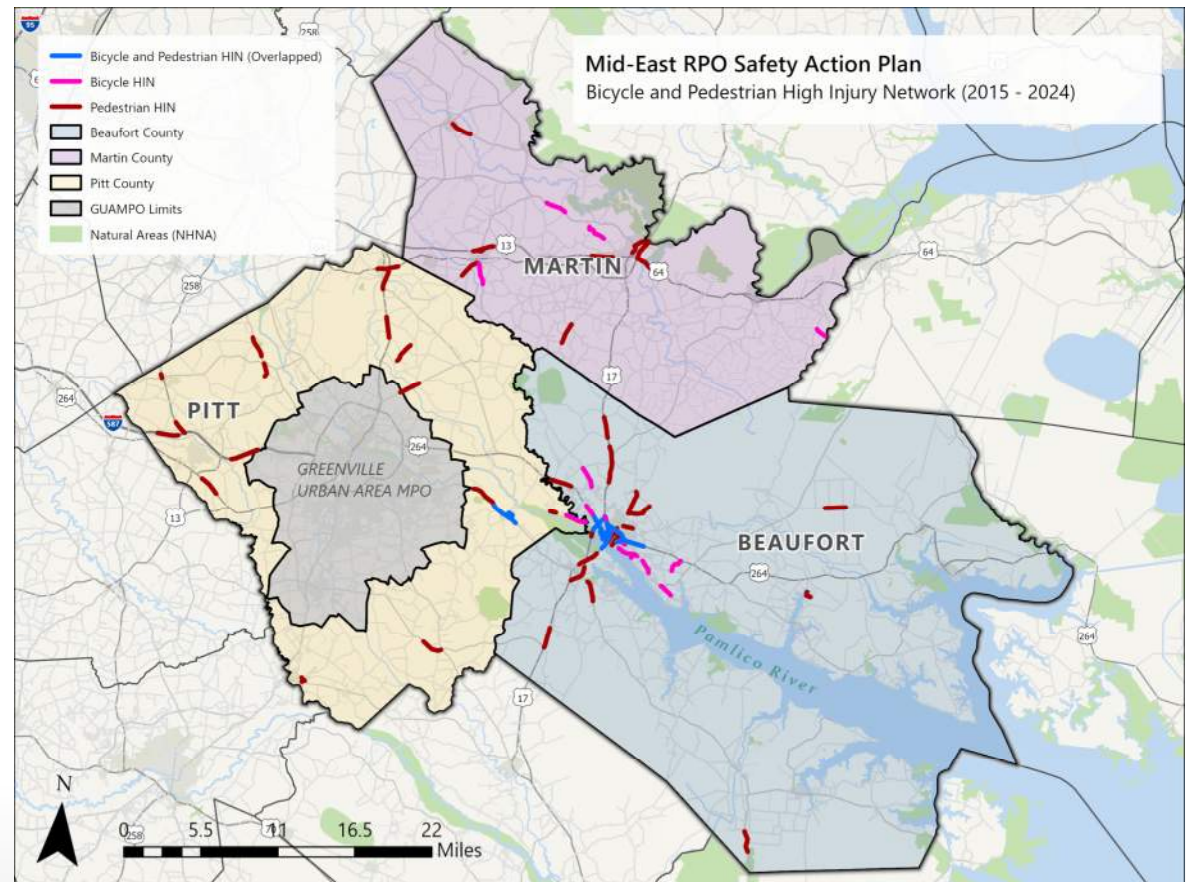 95
258
Bicycle and Pedestrian HIN (Overlapped)
Bicycle HIN
Pedestrian HIN
Beaufort County
Martin County
Pitt County
GUAMPO Limits
Natural Areas (NHNA)
Mid-East RPO Safety Action Plan
Bicycle and Pedestrian High Injury Network (2015 - 2024)
13
MARTIN
64
64
258
17
264
587
PITT
264
GREENVILLE
URBAN AREA MPO
13
BEAUFORT
264
264
Pamlico River
17
N
0 5.5 11 16.5 22
258
Miles